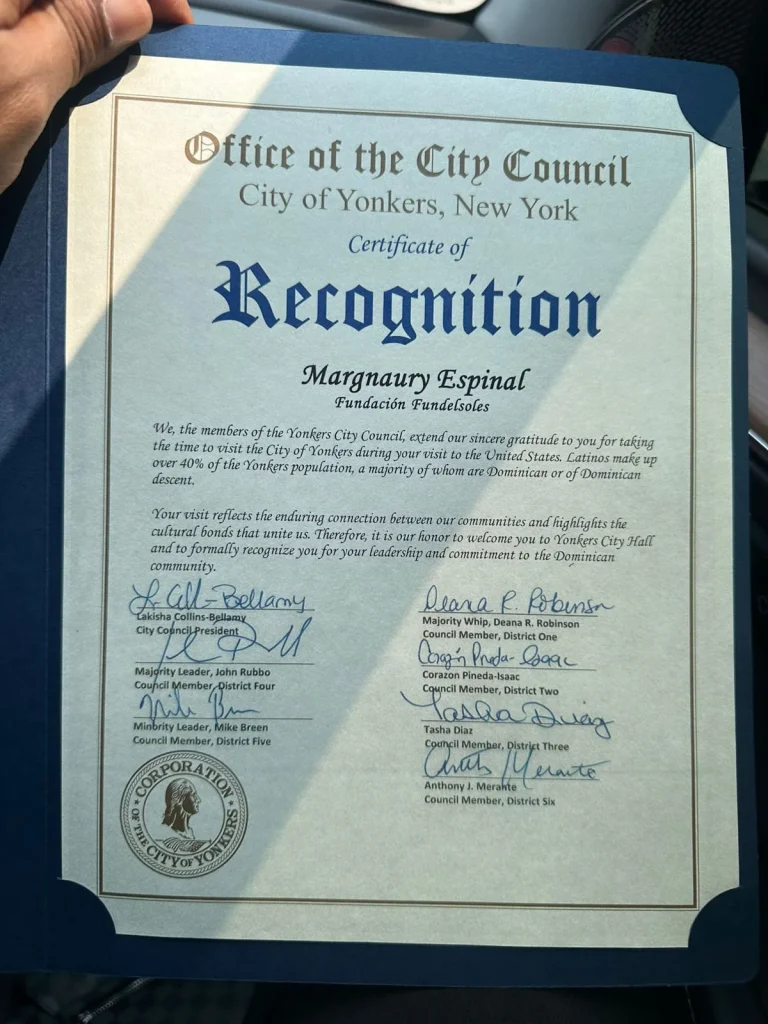 Office of the City Council
City of Yonkers, New York
Certificate of
Recognition
Margnaury Espinal
Fundación Fundelsoles
We, the members of the Yonkers City Council, extend our sincere gratitude to you for taking
the time to visit the City of Yonkers during your visit to the United States. Latinos make up
over 40% of the Yonkers population, a majority of whom are Dominican or of Dominican
descent.
Your visit reflects the enduring connection between our communities and highlights the
cultural bonds that unite us. Therefore, it is our honor to welcome you to Yonkers City Hall
and to formally recognize you for your leadership and commitment to the Dominican
community.
Lakisha Collins-Bellamy
City Council President
Majority Leader, John Rubbo
Council Member, District Four
Minority Leader, Mike Breen
Council Member, District Five
Deana R. Robinson
Majority Whip, Deana R. Robinson
Council Member, District One
Corazón Pineda-Isaac
Corazon Pineda-Isaac
Council Member, District Two
Tasha Diaz
Tasha Diaz
Council Member, District Three
Merante
Anthony J. Merante
Council Member, District Six
CORPORATION
OF THE CITY OF YONKERS